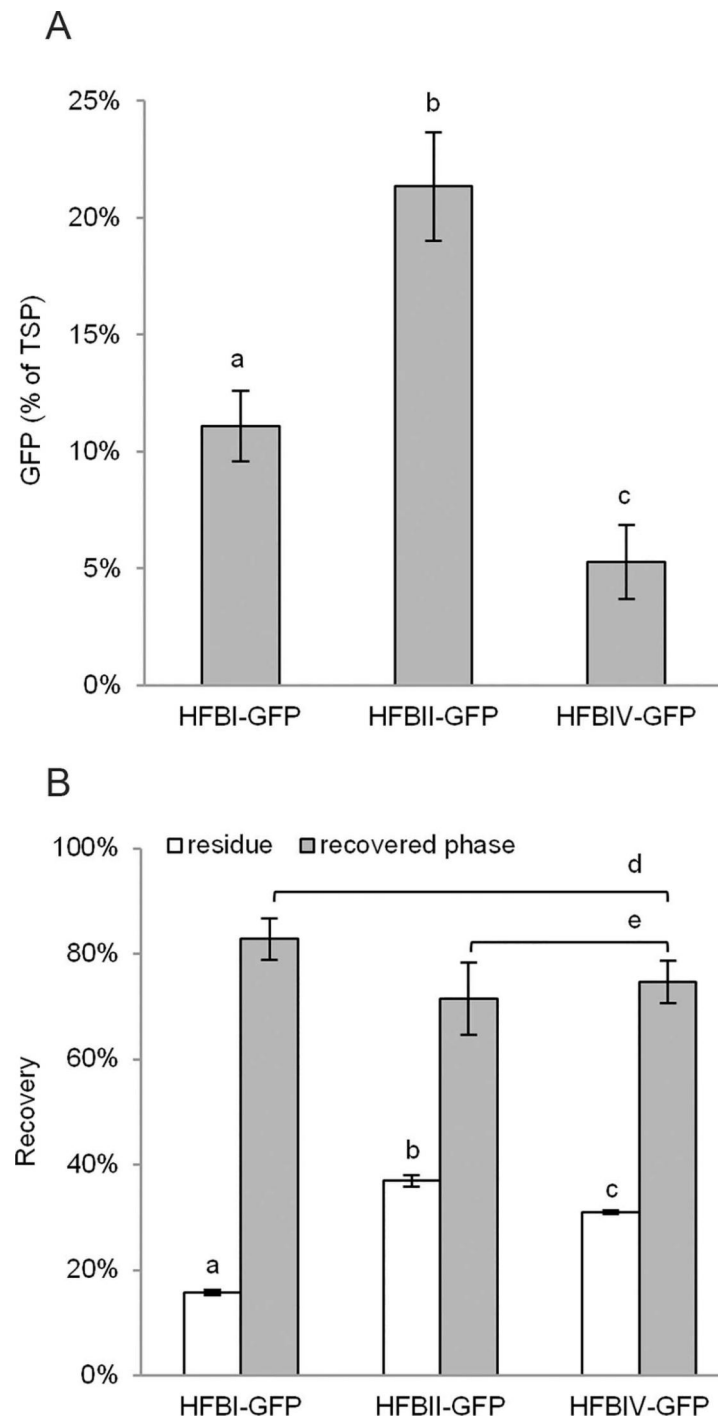 A
25%
b
20%
15%
a
GFP (% of TSP)
10%
c
5%
0%
HFBI-GFP HFBII-GFP HFBIV-GFP
B
100%
residue recovered phase
d
e
80%
60%
Recovery
b
40%
c
a
20%
0%
HFBI-GFP HFBII-GFP HFBIV-GFP